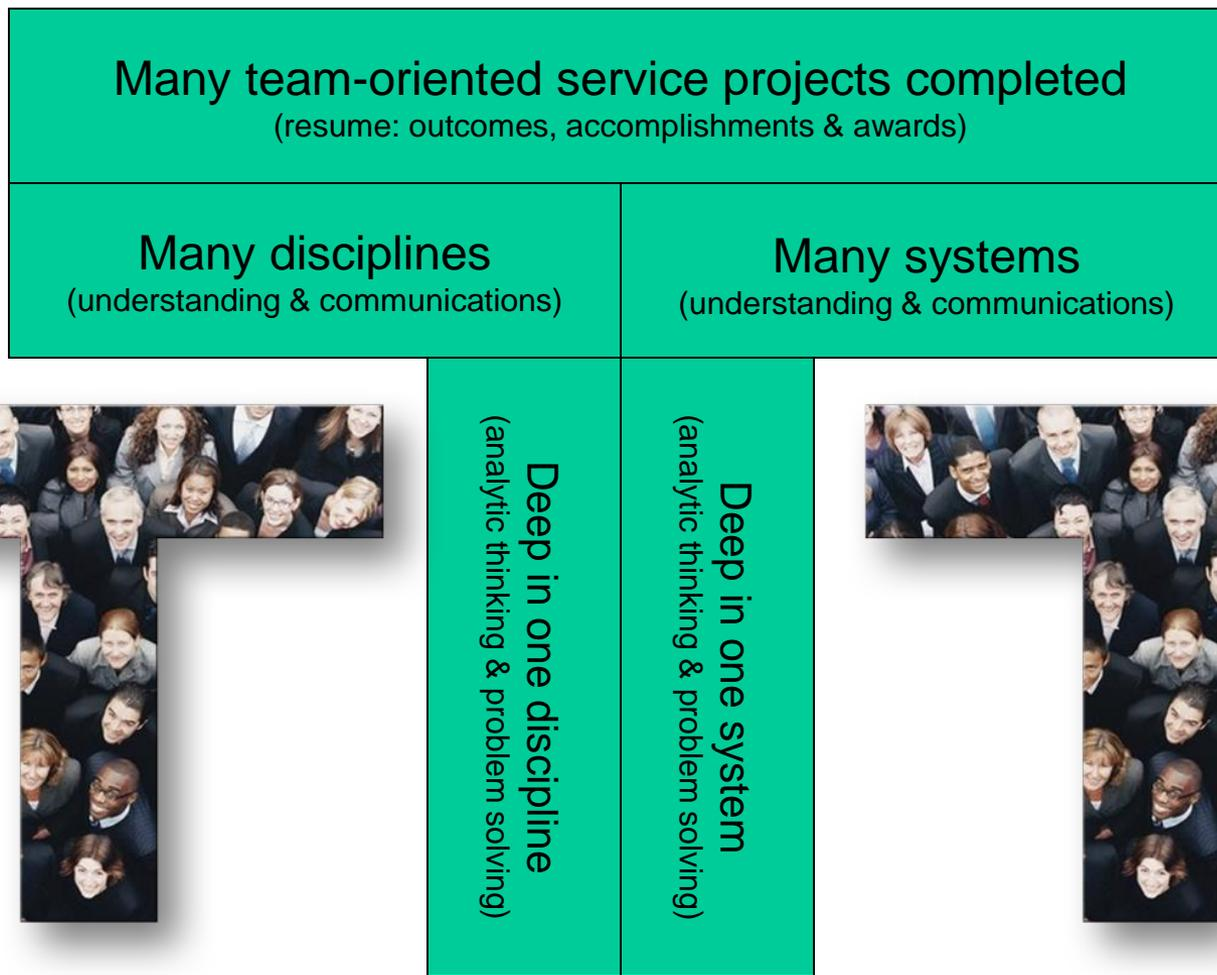 Many team-oriented service projects completed
(resume: outcomes, accomplishments & awards)
Many disciplines
(understanding & communications)
Many systems
(understanding & communications)
Deep in one discipline
(analytic thinking & problem solving)
Deep in one system
(analytic thinking & problem solving)